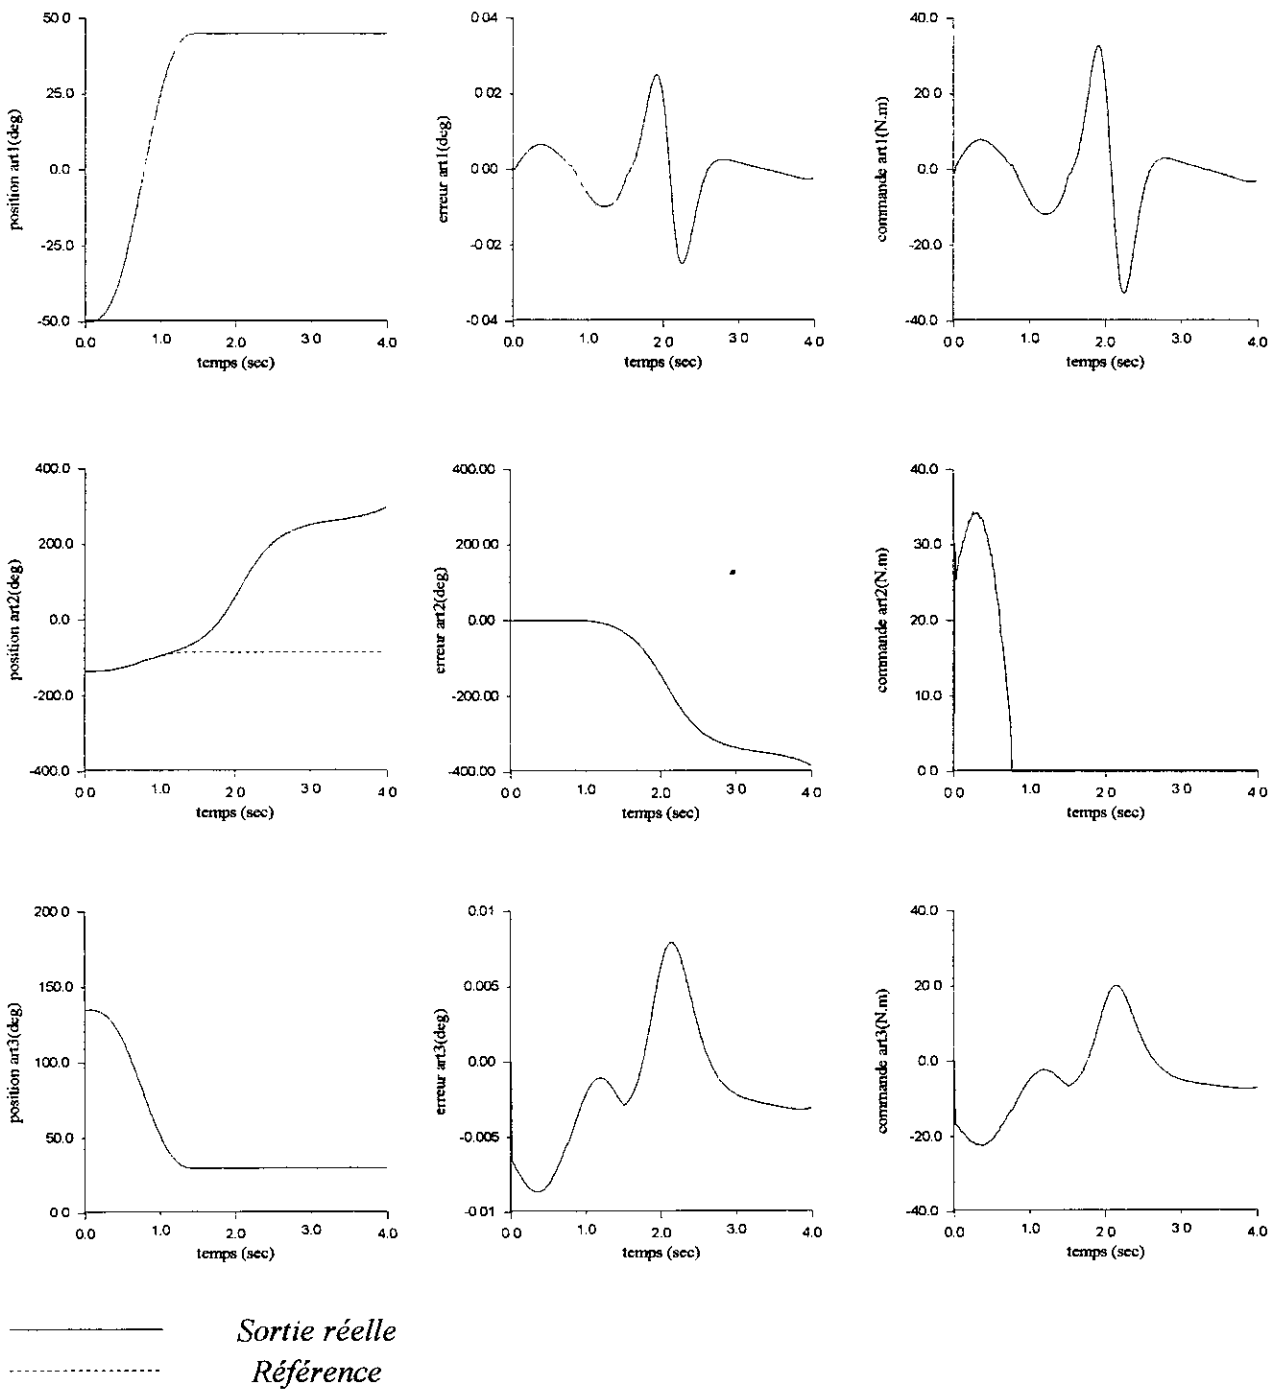 position art1(deg)
50.0
25.0
0.0
-25.0
-50.0
0.0 1.0 2.0 3.0 4.0
temps (sec)
erreur art1(deg)
0.04
0.02
0.00
-0.02
-0.04
0.0 1.0 2.0 3.0 4.0
temps (sec)
commande art1(N.m)
40.0
20.0
0.0
-20.0
-40.0
0.0 1.0 2.0 3.0 4.0
temps (sec)
position art2(deg)
400.0
200.0
0.0
-200.0
-400.0
0.0 1.0 2.0 3.0 4.0
temps (sec)
erreur art2(deg)
400.00
200.00
0.00
-200.00
-400.00
0.0 1.0 2.0 3.0 4.0
temps (sec)
commande art2(N.m)
40.0
30.0
20.0
10.0
0.0
0.0 1.0 2.0 3.0 4.0
temps (sec)
position art3(deg)
200.0
150.0
100.0
50.0
0.0
0.0 1.0 2.0 3.0 4.0
temps (sec)
erreur art3(deg)
0.01
0.005
0.00
-0.005
-0.01
0.0 1.0 2.0 3.0 4.0
temps (sec)
commande art3(N.m)
40.0
20.0
0.0
-20.0
-40.0
0.0 1.0 2.0 3.0 4.0
temps (sec)
Sortie réelle
Référence